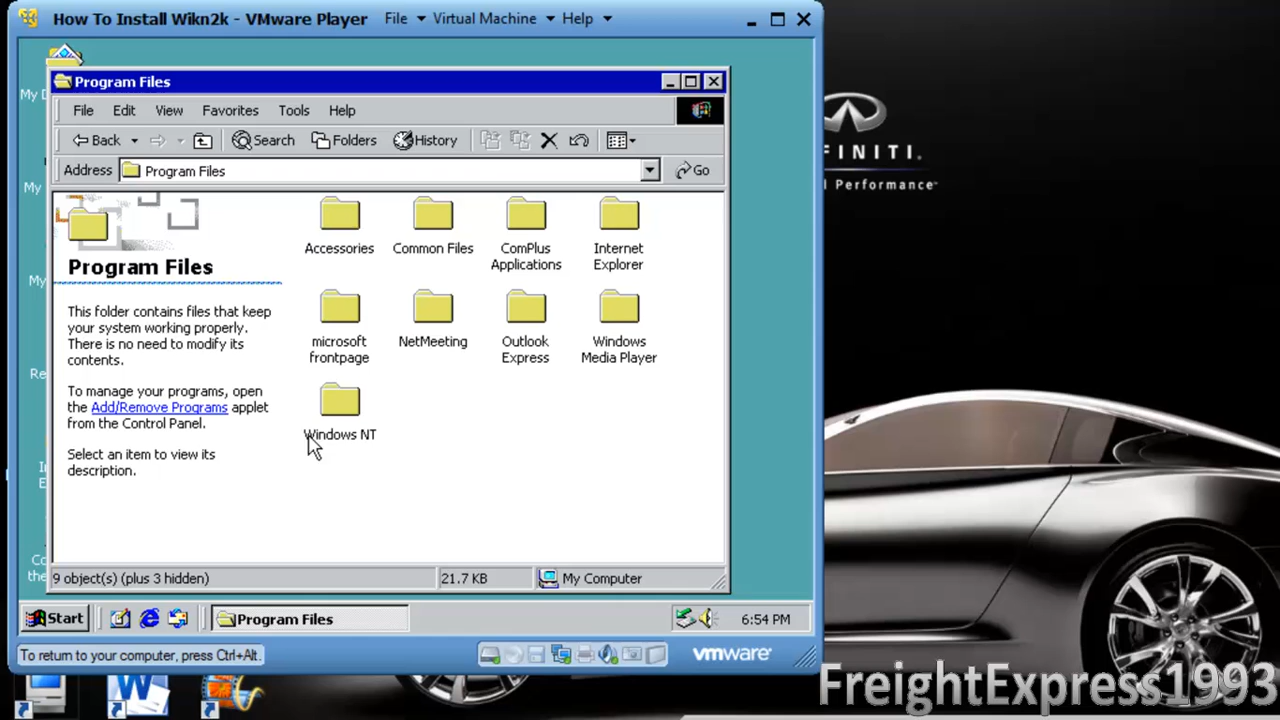 How To Install Wikn2k - VMware Player File Virtual Machine Help
Program Files
File Edit View Favorites Tools Help
Back Search Folders History
Address Program Files Go
Program Files
This folder contains files that keep
your system working properly.
There is no need to modify its
contents.
To manage your programs, open
the Add/Remove Programs applet
from the Control Panel.
Select an item to view its
description.
Accessories
Common Files
ComPlus
Applications
Internet
Explorer
microsoft
frontpage
NetMeeting
Outlook
Express
Windows
Media Player
Windows NT
9 object(s) (plus 3 hidden)
21.7 KB
My Computer
Start
Program Files
6:54 PM
To return to your computer, press Ctrl+Alt.
vmware
FINITI.
Performance
FreightExpress1993